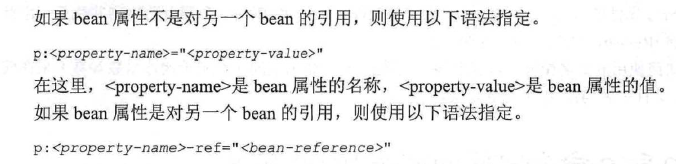 如果 bean 属性不是对另一个 bean 的引用，则使用以下语法指定。
p:<property-name>="<property-value>"
在这里，<property-name>是 bean 属性的名称，<property-value>是 bean 属性的值。
如果 bean 属性是对另一个 bean 的引用，则使用以下语法指定。
p:<property-name>-ref="<bean-reference>"